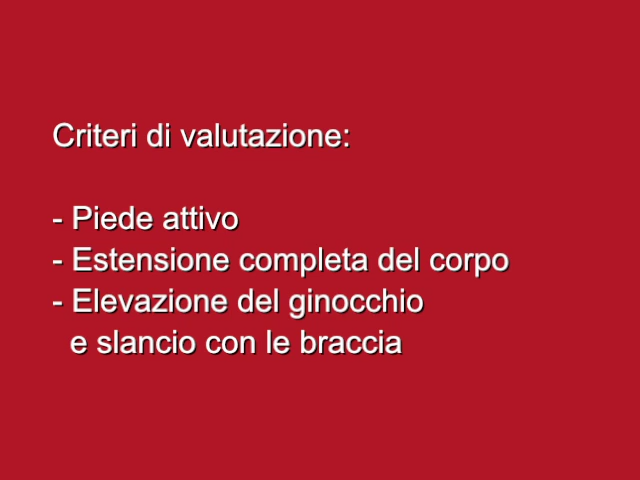 Criteri di valutazione:
- Piede attivo
- Estensione completa del corpo
- Elevazione del ginocchio
e slancio con le braccia